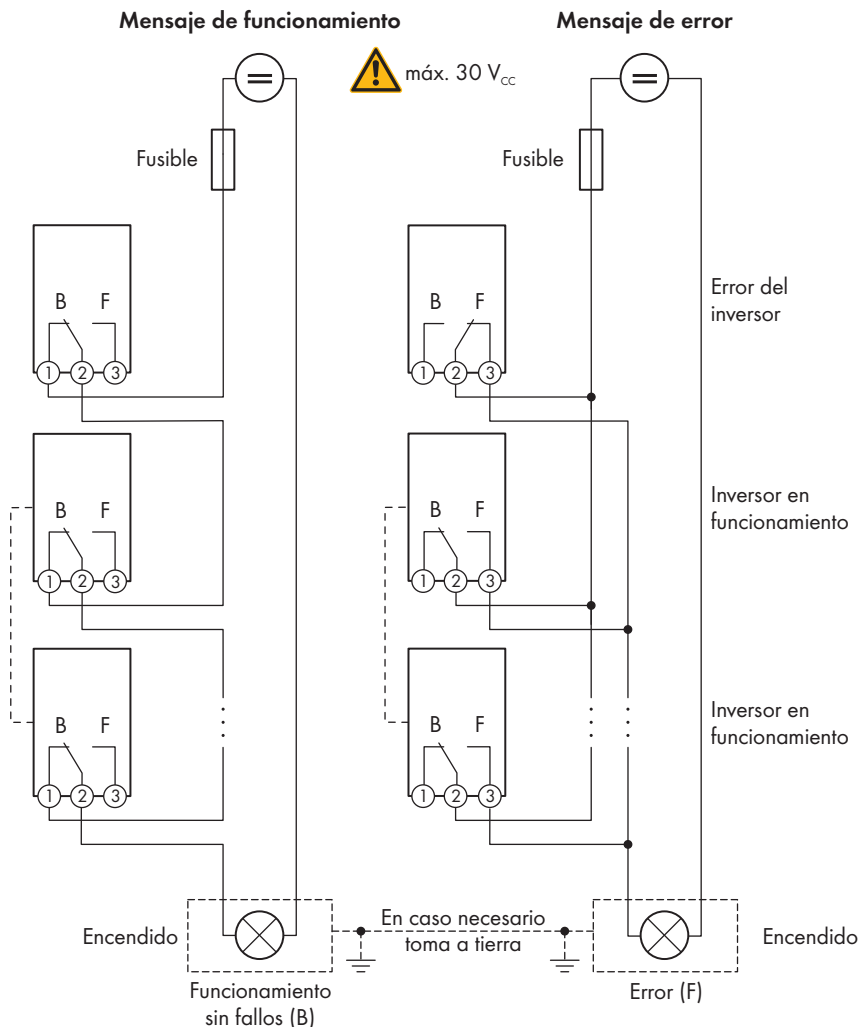 Mensaje de funcionamiento
Mensaje de error
máx. 30 Vcc
Fusible
Fusible
B F
1 2 3
B F
1 2 3
Error del
inversor
B F
1 2 3
B F
1 2 3
Inversor en
funcionamiento
B F
1 2 3
B F
1 2 3
Inversor en
funcionamiento
Encendido
En caso necesario
toma a tierra
Encendido
Funcionamiento
sin fallos (B)
Error (F)